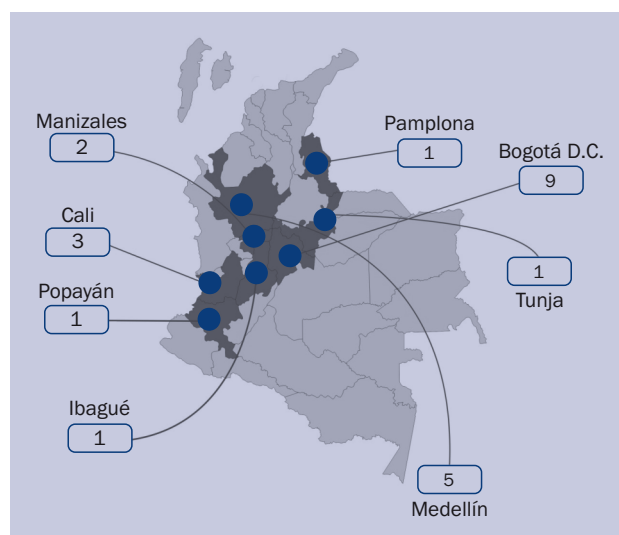 Manizales
2
Pamplona
1
Bogotá D.C.
9
Cali
3
1
Tunja
Popayán
1
Ibagué
1
5
Medellín